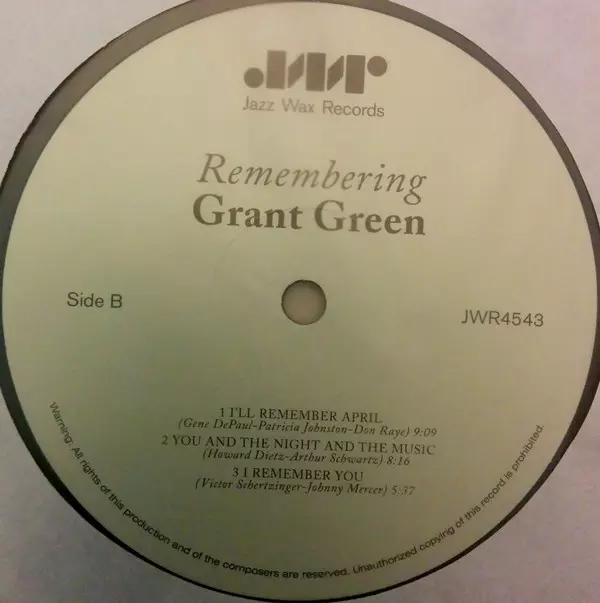 JWR
Jazz Wax Records
Remembering
Grant Green
Side B
JWR4543
1 I'LL REMEMBER APRIL
(Gene DePaul-Patricia Johnston-Don Raye) 9:09
2 YOU AND THE NIGHT AND THE MUSIC
(Howard Dietz-Arthur Schwartz) 8:16
3 I REMEMBER YOU
(Victor Schertzinger-Johnny Mercer) 5:37
Warning: All rights of this production and of the composers are reserved. Unauthorized copying of this record is prohibited.